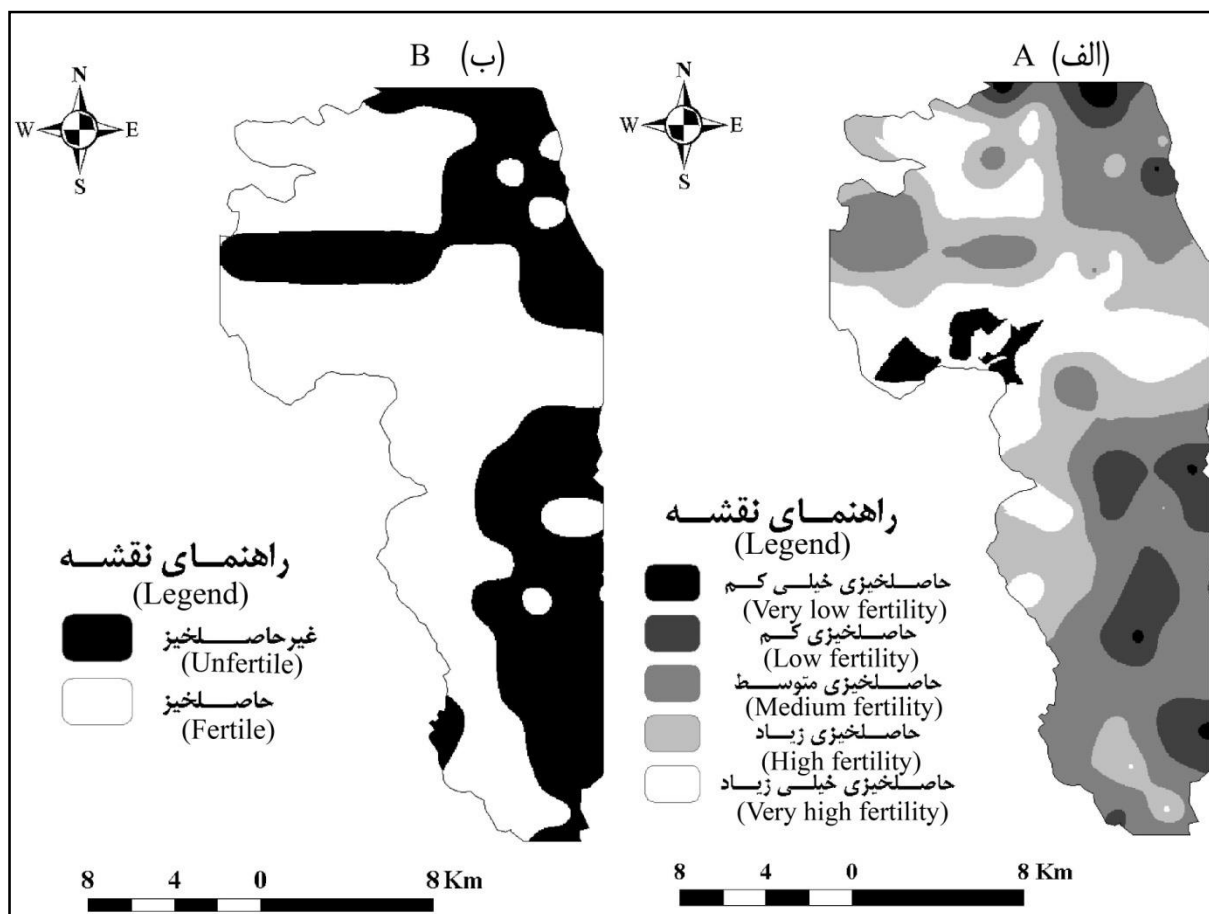 B (ب)
N
W E
S
راهنمای نقشه
(Legend)
غیرحاصلخیز
(Unfertile)
حاصلخیز
(Fertile)
8 4 0 8 Km
A (الف)
N
W E
S
راهنمای نقشه
(Legend)
حاصلخیزی خیلی کم
(Very low fertility)
حاصلخیزی کم
(Low fertility)
حاصلخیزی متوسط
(Medium fertility)
حاصلخیزی زیاد
(High fertility)
حاصلخیزی خیلی زیاد
(Very high fertility)
8 4 0 8 Km